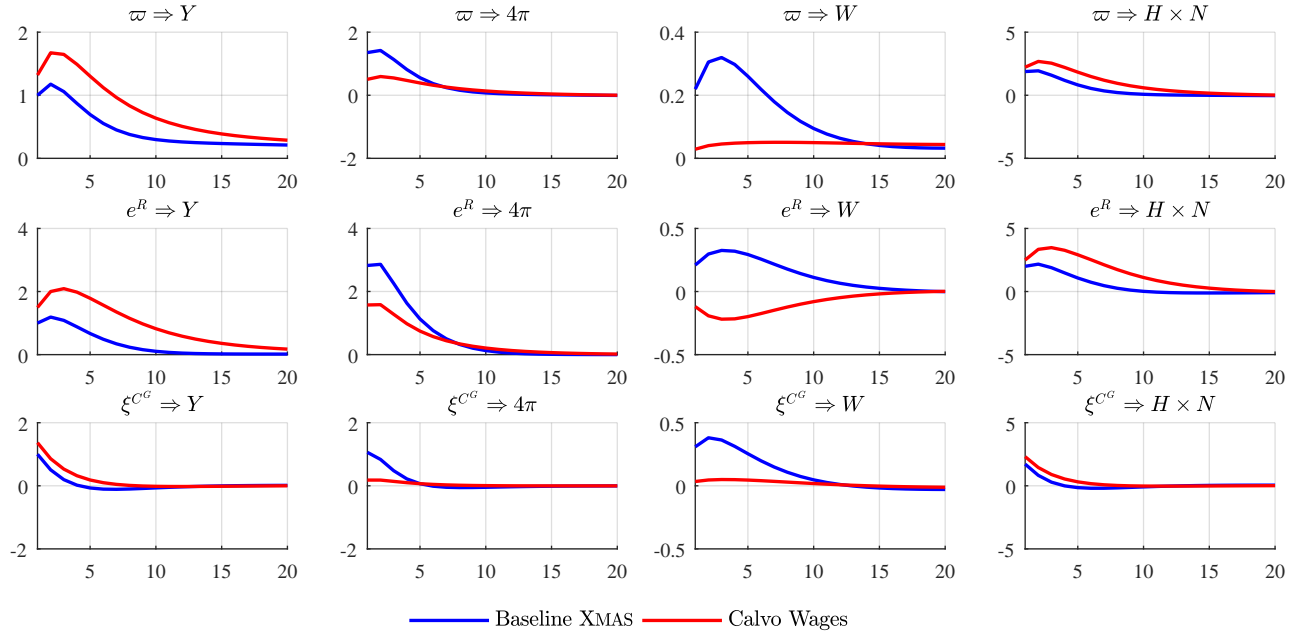 ϖ ⇒ Y
ϖ ⇒ 4π
ϖ ⇒ W
ϖ ⇒ H × N
2
1
0
5 10 15 20
2
0
-2
5 10 15 20
0.4
0.2
0
5 10 15 20
5
0
-5
5 10 15 20
e^R ⇒ Y
e^R ⇒ 4π
e^R ⇒ W
e^R ⇒ H × N
4
2
0
5 10 15 20
4
2
0
5 10 15 20
0.5
0
-0.5
5 10 15 20
5
0
-5
5 10 15 20
ξ^{C^G} ⇒ Y
ξ^{C^G} ⇒ 4π
ξ^{C^G} ⇒ W
ξ^{C^G} ⇒ H × N
2
0
-2
5 10 15 20
2
0
-2
5 10 15 20
0.5
0
-0.5
5 10 15 20
5
0
-5
5 10 15 20
Baseline XMAS Calvo Wages